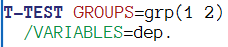 T-TEST GROUPS=grp(1 2)
/VARIABLES=dep.